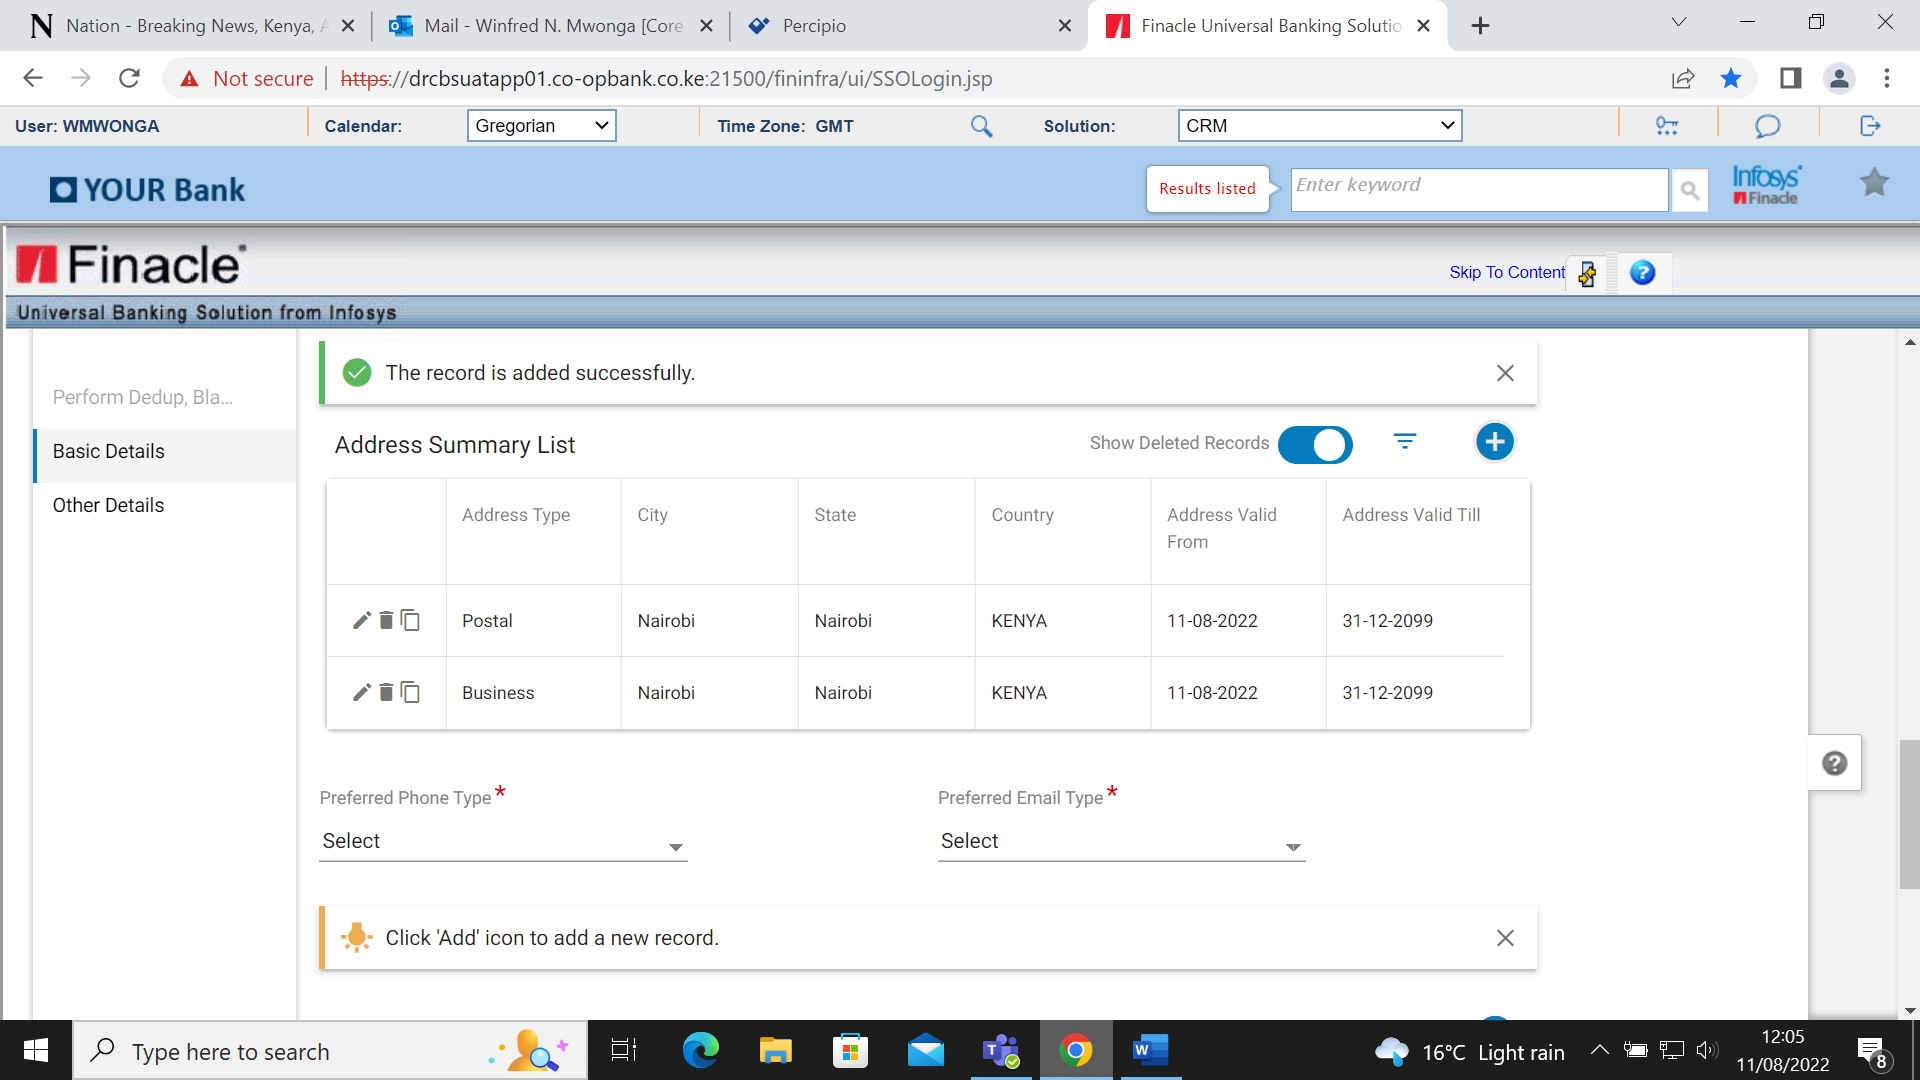 Nation - Breaking News, Kenya, A
Mail - Winfred N. Mwonga [Core
Percipio
Finacle Universal Banking Solutio
Not secure
https://drcbsuatapp01.co-opbank.co.ke:21500/fininfra/ui/SSOLogin.jsp
User: WMWONGA
Calendar:
Gregorian
Time Zone: GMT
Solution:
CRM
YOUR Bank
Results listed
Enter keyword
Infosys
Finacle
Finacle
Skip To Content
Universal Banking Solution from Infosys
Perform Dedup, Bla...
Basic Details
Other Details
The record is added successfully.
Address Summary List
Show Deleted Records
Address Type City State Country Address Valid From Address Valid Till
Postal Nairobi Nairobi KENYA 11-08-2022 31-12-2099
Business Nairobi Nairobi KENYA 11-08-2022 31-12-2099
Preferred Phone Type*
Select
Preferred Email Type*
Select
Click 'Add' icon to add a new record.
Type here to search
16°C Light rain
12:05
11/08/2022
8